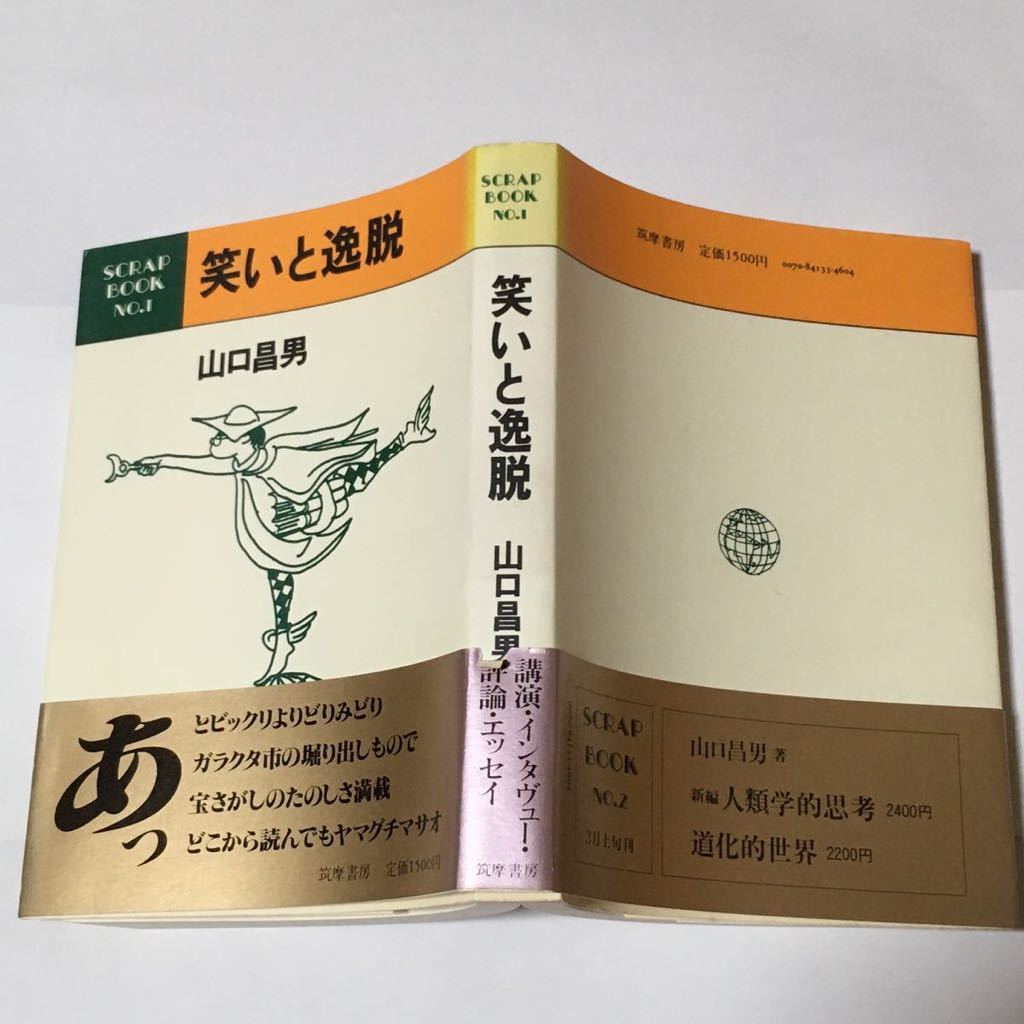 SCRAP
BOOK
NO.1
笑いと逸脱
山口昌男
あっ
とビックリよりどりみどり
ガラクタ市の掘り出しもので
宝さがしのたのしさ満載
どこから読んでもヤマグチマサオ
筑摩書房 定価1500円
SCRAP
BOOK
NO.1
笑いと逸脱
山口昌男
講演・インタヴュー・
評論・エッセイ
筑摩書房
筑摩書房 定価1500円 0070-84133-4604
SCRAP
BOOK
NO.2
3月上旬刊
山口昌男 著
新編 人類学的思考 2400円
道化的世界 2200円